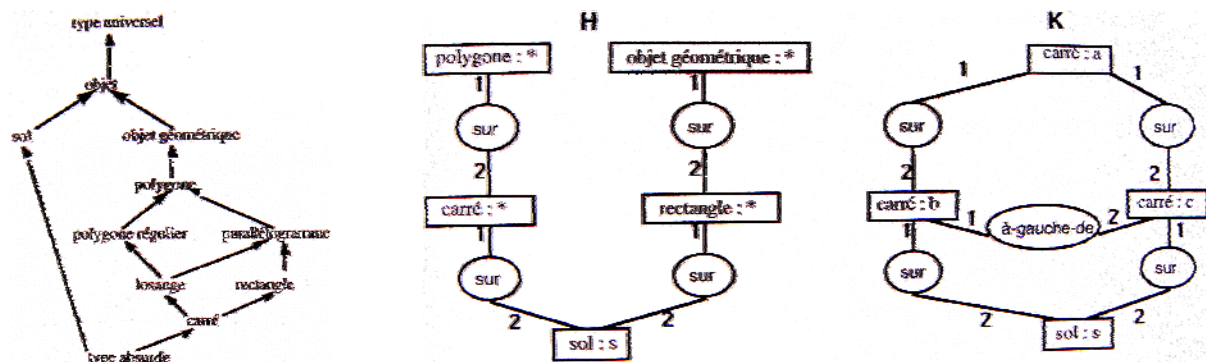 type universel
objet
sol
objet géométrique
polygone
polygone régulier
parallélogramme
losange
rectangle
carré
type absurde
H
polygone : *
objet géométrique : *
1
1
sur
sur
2
2
carré : *
rectangle : *
1
1
sur
sur
2
2
sol : s
K
carré : a
1
1
sur
sur
2
2
carré : b
carré : c
1
à-gauche-de
2
1
1
sur
sur
2
2
sol : s